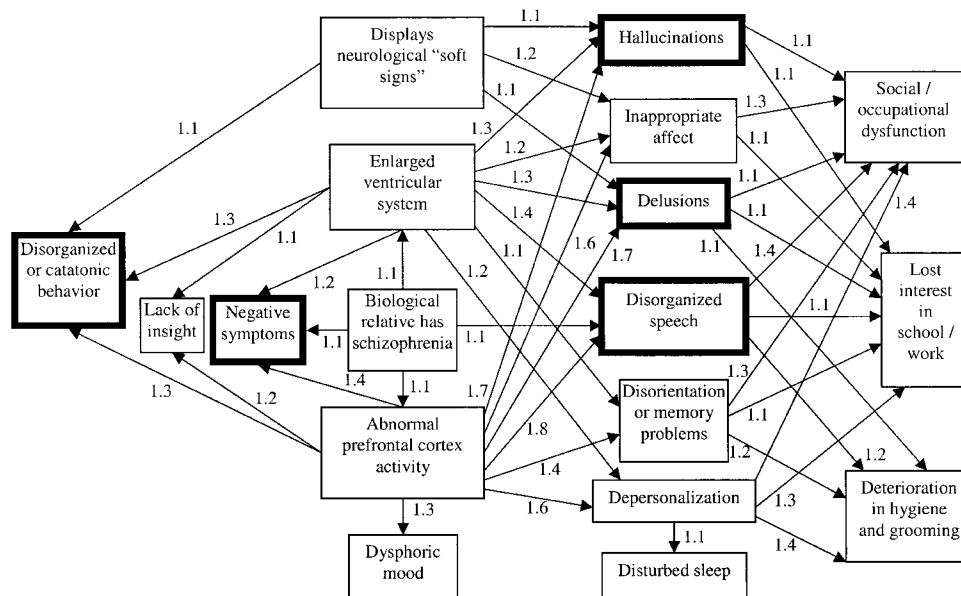 Displays
neurological "soft
signs"
Enlarged
ventricular
system
Disorganized
or catatonic
behavior
Lack of
insight
Negative
symptoms
Biological
relative has
schizophrenia
Abnormal
prefrontal cortex
activity
Dysphoric
mood
Hallucinations
Inappropriate
affect
Delusions
Disorganized
speech
Disorientation
or memory
problems
Depersonalization
Disturbed sleep
Social /
occupational
dysfunction
Lost
interest
in
school /
work
Deterioration
in hygiene
and grooming
1.1
1.1
1.2
1.1
1.3
1.2
1.3
1.4
1.1
1.2
1.3
1.1
1.2
1.1
1.1
1.1
1.1
1.4
1.2
1.3
1.7
1.6
1.7
1.8
1.4
1.6
1.3
1.1
1.1
1.3
1.1
1.1
1.1
1.1
1.4
1.1
1.2
1.3
1.1
1.2
1.4
1.3
1.4
1.1